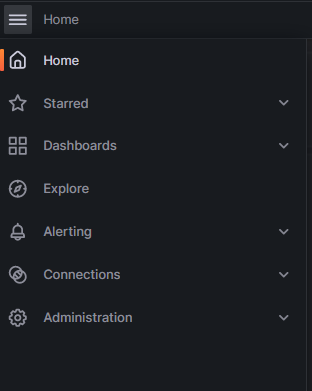 Home
Home
Starred
Dashboards
Explore
Alerting
Connections
Administration